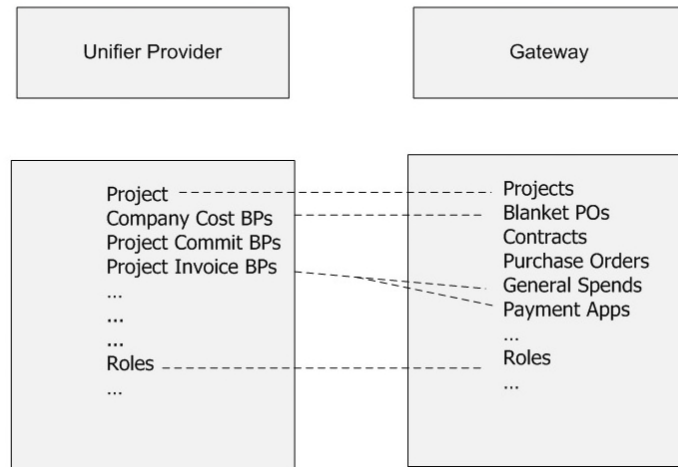 Unifier Provider
Gateway
Project
Company Cost BPs
Project Commit BPs
Project Invoice BPs
...
...
...
Roles
...
Projects
Blanket POs
Contracts
Purchase Orders
General Spends
Payment Apps
...
Roles
...